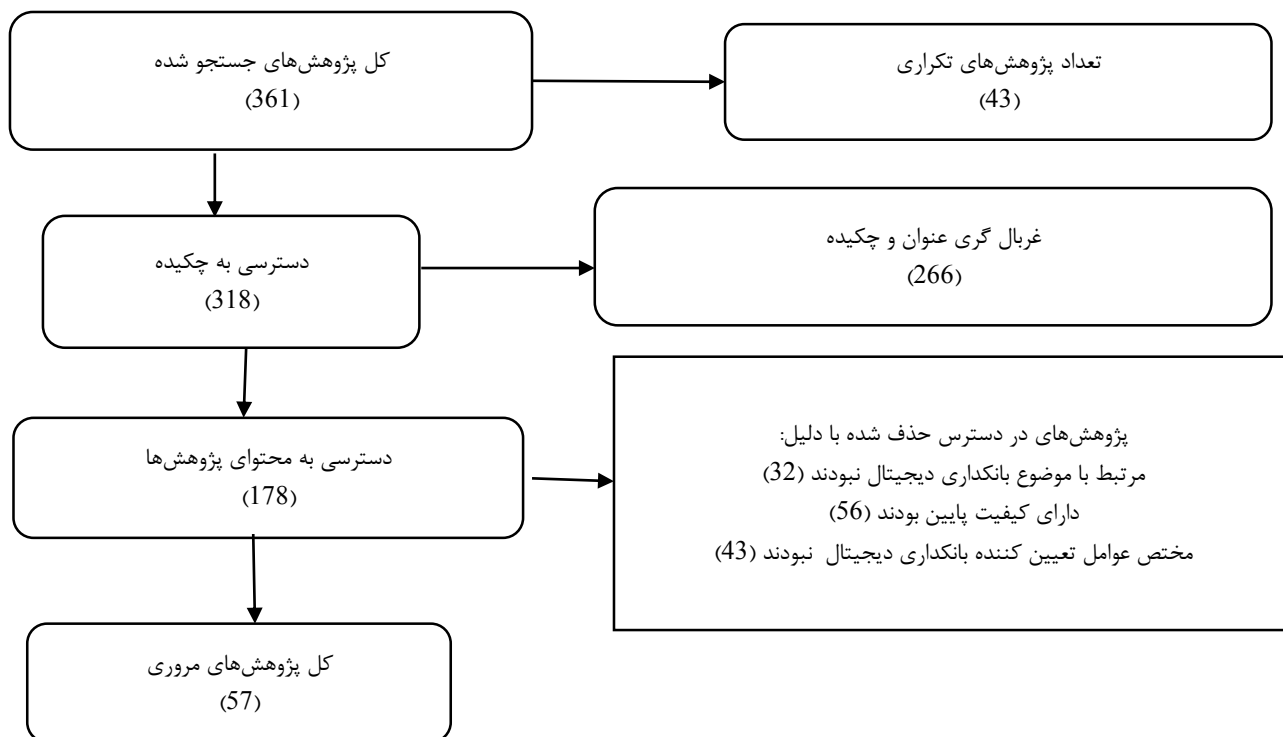 کل پژوهش‌های جستجو شده
(361)
تعداد پژوهش‌های تکراری
(43)
دسترسی به چکیده
(318)
غربال گری عنوان و چکیده
(266)
دسترسی به محتوای پژوهش‌ها
(178)
پژوهش‌های در دسترس حذف شده با دلیل:
مرتبط با موضوع بانکداری دیجیتال نبودند (32)
دارای کیفیت پایین بودند (56)
مختص عوامل تعیین کننده بانکداری دیجیتال نبودند (43)
کل پژوهش‌های مروری
(57)